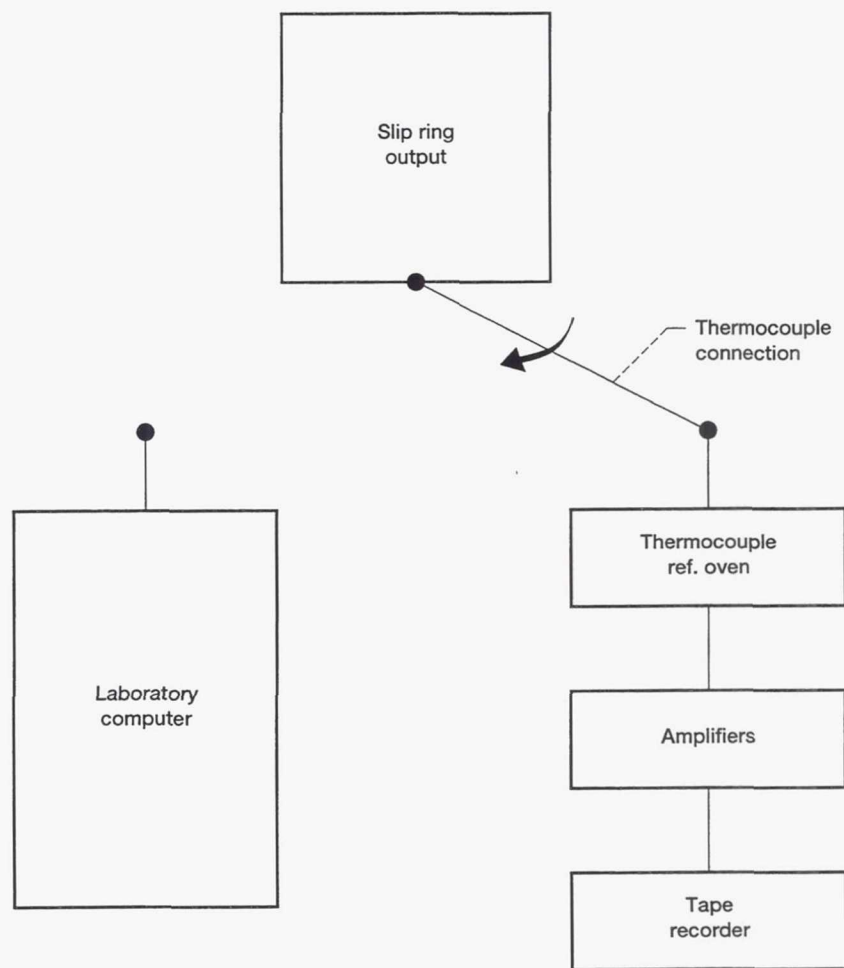 Slip ring
output
Thermocouple
connection
Thermocouple
ref. oven
Laboratory
computer
Amplifiers
Tape
recorder